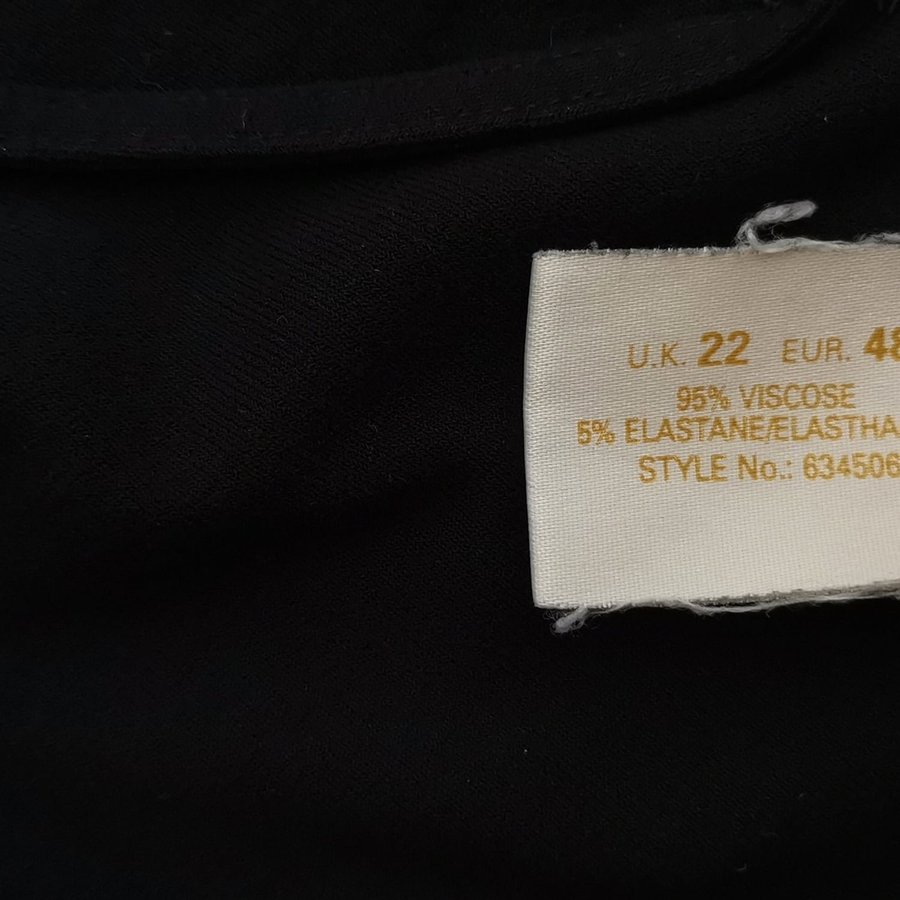 U.K. 22 EUR. 48
95% VISCOSE
5% ELASTANE/ELASTHA
STYLE No.: 634506